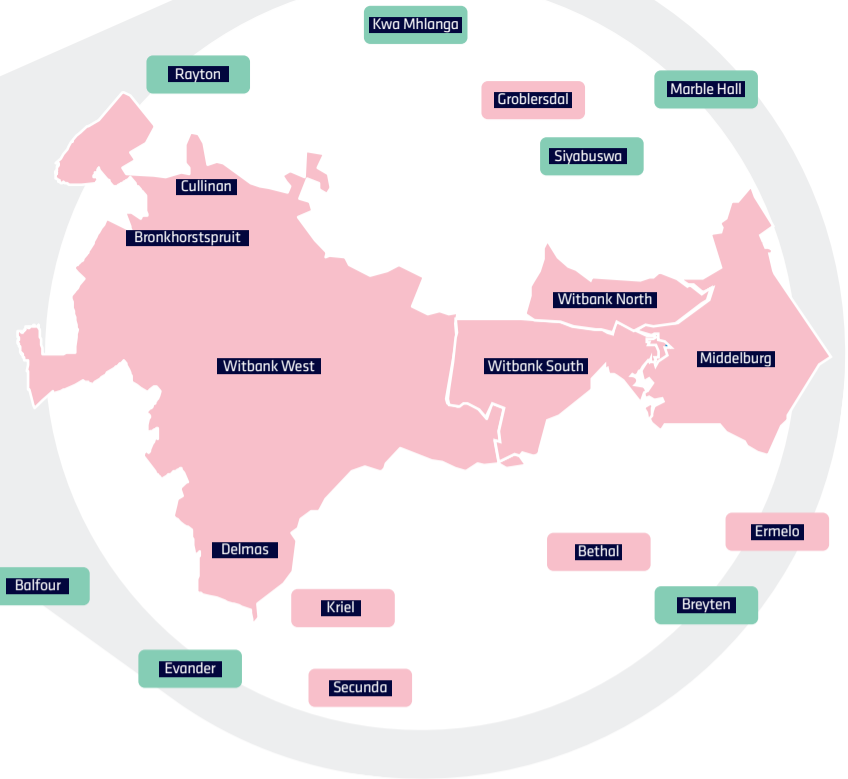 Kwa Mhlanga
Rayton
Marble Hall
Groblersdal
Siyabuswa
Cullinan
Bronkhorstspruit
Witbank North
Middelburg
Witbank West
Witbank South
Ermelo
Delmas
Bethal
Balfour
Breyten
Kriel
Evander
Secunda